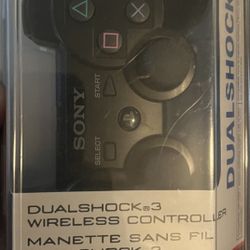 SONY
START
SELECT
DUALSHOCK
DUALSHOCK®3
WIRELESS CONTROLLER
MANETTE SANS FIL